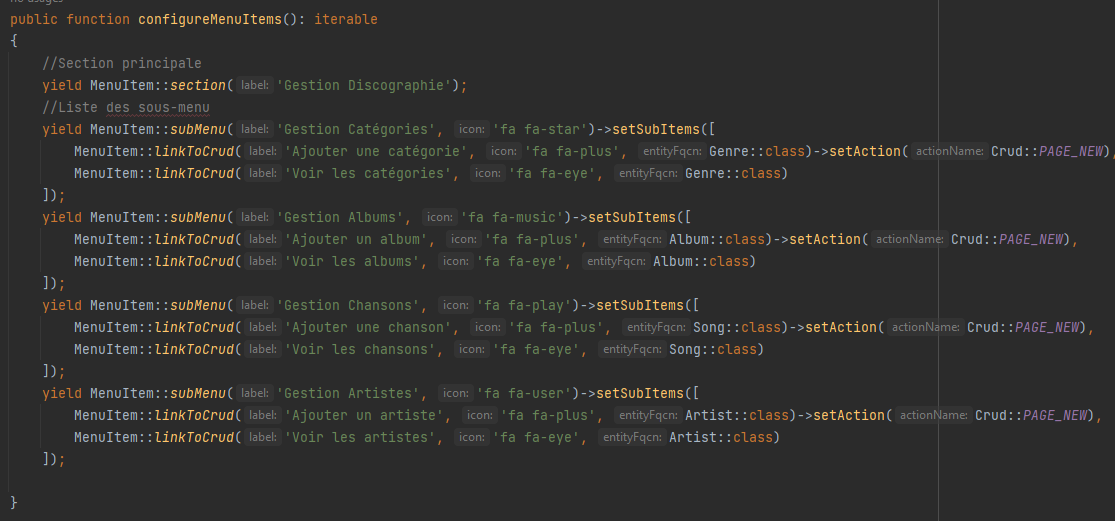 no usages
public function configureMenuItems(): iterable
{
//Section principale
yield MenuItem::section( label: 'Gestion Discographie');
//Liste des sous-menu
yield MenuItem::subMenu( label: 'Gestion Catégories', icon: 'fa fa-star')->setSubItems([
MenuItem::linkToCrud( label: 'Ajouter une catégorie', icon: 'fa fa-plus', entityFqcn: Genre::class)->setAction( actionName: Crud::PAGE_NEW),
MenuItem::linkToCrud( label: 'Voir les catégories', icon: 'fa fa-eye', entityFqcn: Genre::class)
]);
yield MenuItem::subMenu( label: 'Gestion Albums', icon: 'fa fa-music')->setSubItems([
MenuItem::linkToCrud( label: 'Ajouter un album', icon: 'fa fa-plus', entityFqcn: Album::class)->setAction( actionName: Crud::PAGE_NEW),
MenuItem::linkToCrud( label: 'Voir les albums', icon: 'fa fa-eye', entityFqcn: Album::class)
]);
yield MenuItem::subMenu( label: 'Gestion Chansons', icon: 'fa fa-play')->setSubItems([
MenuItem::linkToCrud( label: 'Ajouter une chanson', icon: 'fa fa-plus', entityFqcn: Song::class)->setAction( actionName: Crud::PAGE_NEW),
MenuItem::linkToCrud( label: 'Voir les chansons', icon: 'fa fa-eye', entityFqcn: Song::class)
]);
yield MenuItem::subMenu( label: 'Gestion Artistes', icon: 'fa fa-user')->setSubItems([
MenuItem::linkToCrud( label: 'Ajouter un artiste', icon: 'fa fa-plus', entityFqcn: Artist::class)->setAction( actionName: Crud::PAGE_NEW),
MenuItem::linkToCrud( label: 'Voir les artistes', icon: 'fa fa-eye', entityFqcn: Artist::class)
]);
}